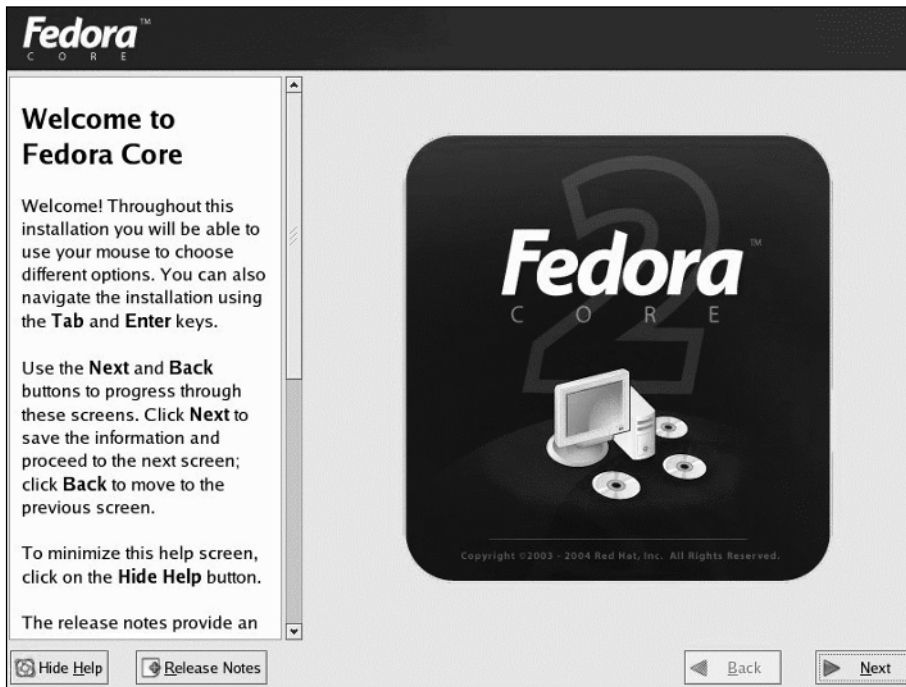 Fedora™
CORE
Welcome to
Fedora Core
Welcome! Throughout this
installation you will be able to
use your mouse to choose
different options. You can also
navigate the installation using
the Tab and Enter keys.
Use the Next and Back
buttons to progress through
these screens. Click Next to
save the information and
proceed to the next screen;
click Back to move to the
previous screen.
To minimize this help screen,
click on the Hide Help button.
The release notes provide an
2
Fedora™
CORE
Copyright ©2003 - 2004 Red Hat, Inc. All Rights Reserved.
Hide Help
Release Notes
Back
Next